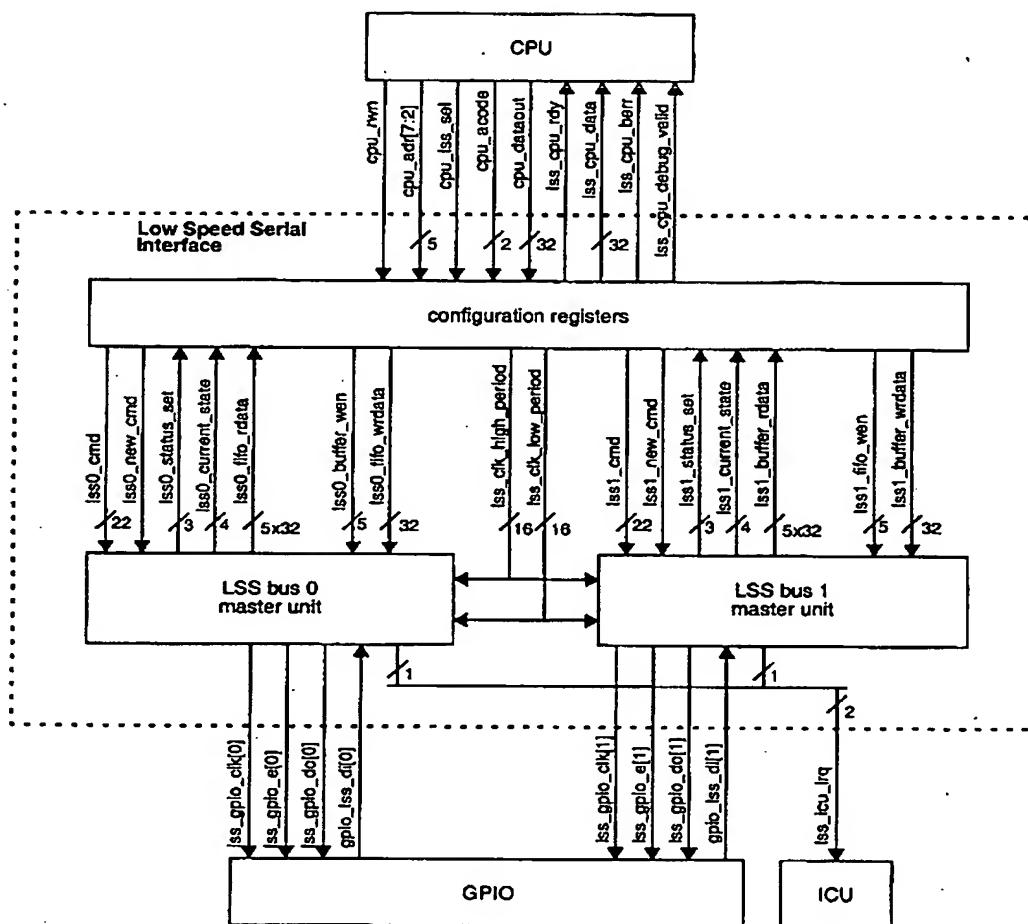 CPU
cpu_rwn
cpu_adr[7:2]
cpu_lss_sel
cpu_acode
cpu_dataout
lss_cpu_rdy
lss_cpu_data
lss_cpu_berr
lss_cpu_debug_valid
Low Speed Serial
Interface
5
2
32
32
configuration registers
lss0_cmd
lss0_new_cmd
lss0_status_set
lss0_current_state
lss0_fifo_rdata
lss0_buffer_wen
lss0_fifo_wrdata
lss_clk_high_period
lss_clk_low_period
lss1_cmd
lss1_new_cmd
lss1_status_set
lss1_current_state
lss1_buffer_rdata
lss1_fifo_wen
lss1_buffer_wrdata
22
3
4
5x32
5
32
16
16
22
3
4
5x32
5
32
LSS bus 0
master unit
LSS bus 1
master unit
1
1
2
lss_gpio_clk[0]
lss_gpio_e[0]
lss_gpio_do[0]
gpio_lss_di[0]
lss_gpio_clk[1]
lss_gpio_e[1]
lss_gpio_do[1]
gpio_lss_di[1]
lss_icu_irq
GPIO
ICU